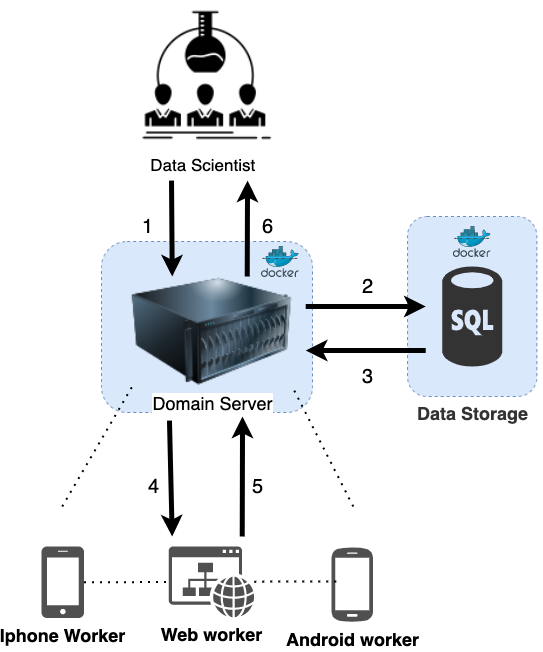 Data Scientist
1
6
docker
docker
2
SQL
3
Domain Server
Data Storage
4
5
Iphone Worker
Web worker
Android worker